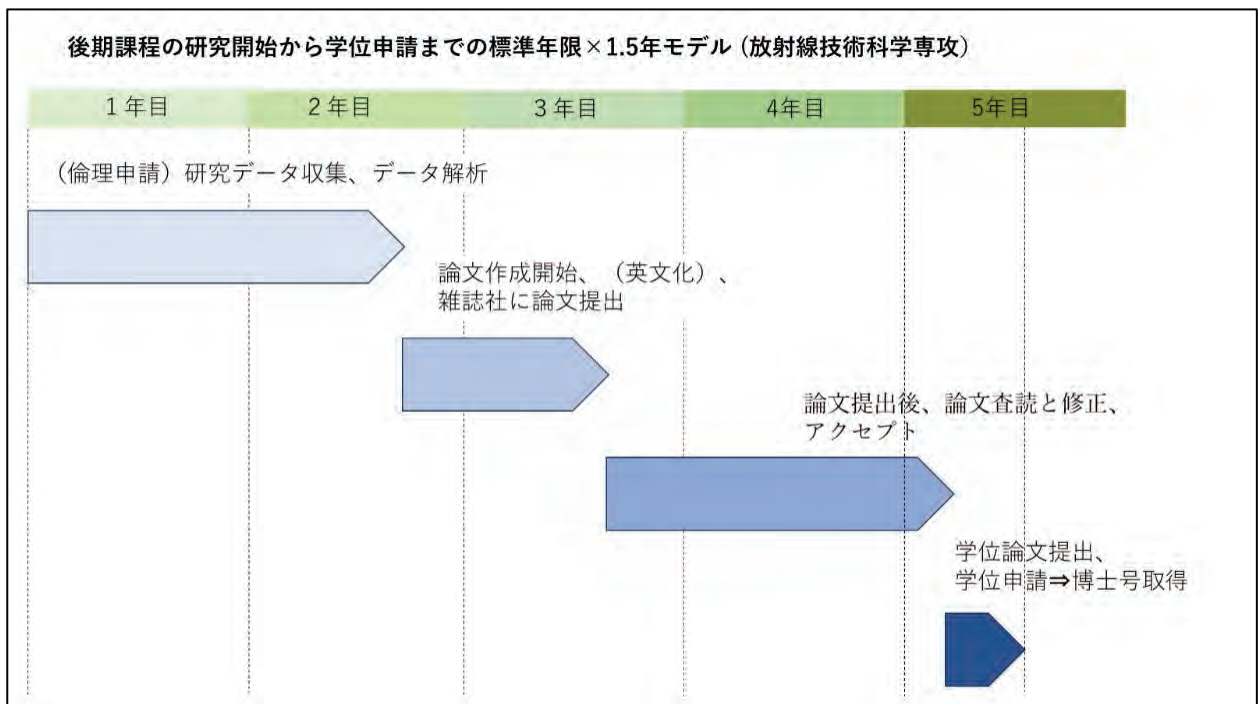 後期課程の研究開始から学位申請までの標準年限×1.5年モデル (放射線技術科学専攻)
1年目 2年目 3年目 4年目 5年目
（倫理申請）研究データ収集、データ解析
論文作成開始、（英文化）、
雑誌社に論文提出
論文提出後、論文査読と修正、
アクセプト
学位論文提出、
学位申請⇒博士号取得